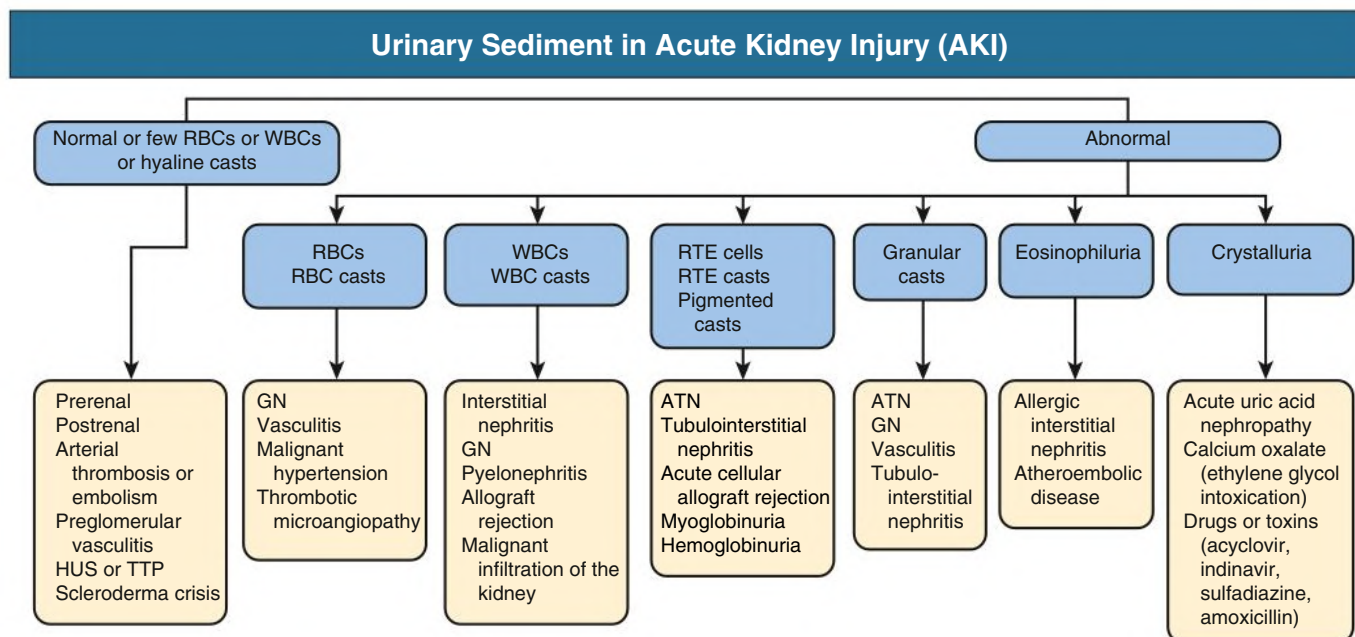 Urinary Sediment in Acute Kidney Injury (AKI)
Normal or few RBCs or WBCs
or hyaline casts
Abnormal
RBCs
RBC casts
WBCs
WBC casts
RTE cells
RTE casts
Pigmented
casts
Granular
casts
Eosinophiluria
Crystalluria
Prerenal
Postrenal
Arterial
thrombosis or
embolism
Preglomerular
vasculitis
HUS or TTP
Scleroderma crisis
GN
Vasculitis
Malignant
hypertension
Thrombotic
microangiopathy
Interstitial
nephritis
GN
Pyelonephritis
Allograft
rejection
Malignant
infiltration of the
kidney
ATN
Tubulointerstitial
nephritis
Acute cellular
allograft rejection
Myoglobinuria
Hemoglobinuria
ATN
GN
Vasculitis
Tubulo-
interstitial
nephritis
Allergic
interstitial
nephritis
Atheroembolic
disease
Acute uric acid
nephropathy
Calcium oxalate
(ethylene glycol
intoxication)
Drugs or toxins
(acyclovir,
indinavir,
sulfadiazine,
amoxicillin)